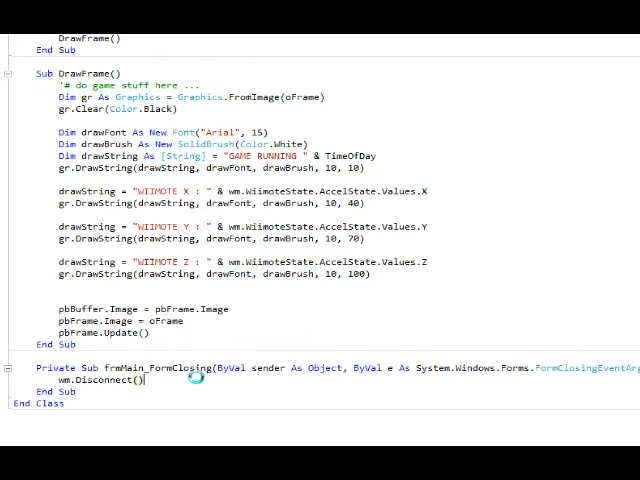 DrawFrame()
End Sub
Sub DrawFrame()
'# do game stuff here ...
Dim gr As Graphics = Graphics.FromImage(oFrame)
gr.Clear(Color.Black)
Dim drawFont As New Font("Arial", 15)
Dim drawBrush As New SolidBrush(Color.White)
Dim drawString As [String] = "GAME RUNNING " & TimeOfDay
gr.DrawString(drawString, drawFont, drawBrush, 10, 10)
drawString = "WIIMOTE X : " & wm.WiimoteState.AccelState.Values.X
gr.DrawString(drawString, drawFont, drawBrush, 10, 40)
drawString = "WIIMOTE Y : " & wm.WiimoteState.AccelState.Values.Y
gr.DrawString(drawString, drawFont, drawBrush, 10, 70)
drawString = "WIIMOTE Z : " & wm.WiimoteState.AccelState.Values.Z
gr.DrawString(drawString, drawFont, drawBrush, 10, 100)
pbBuffer.Image = pbFrame.Image
pbFrame.Image = oFrame
pbFrame.Update()
End Sub
Private Sub frmMain_FormClosing(ByVal sender As Object, ByVal e As System.Windows.Forms.FormClosingEventArg
wm.Disconnect()
End Sub
End Class